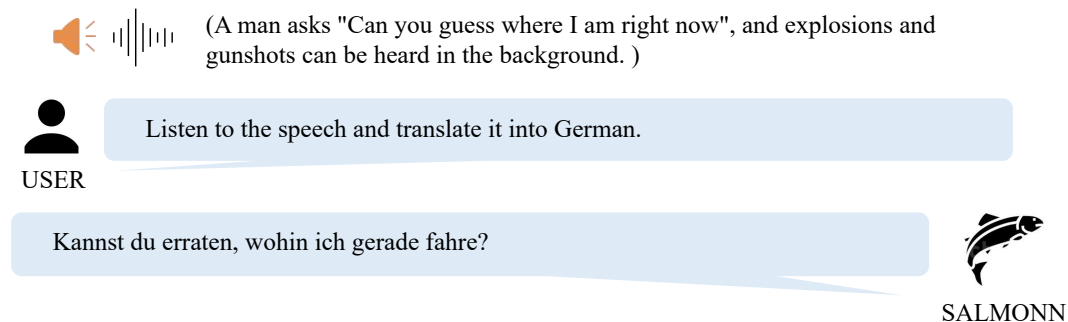 (A man asks "Can you guess where I am right now", and explosions and
gunshots can be heard in the background. )
Listen to the speech and translate it into German.
USER
Kannst du erraten, wohin ich gerade fahre?
SALMONN